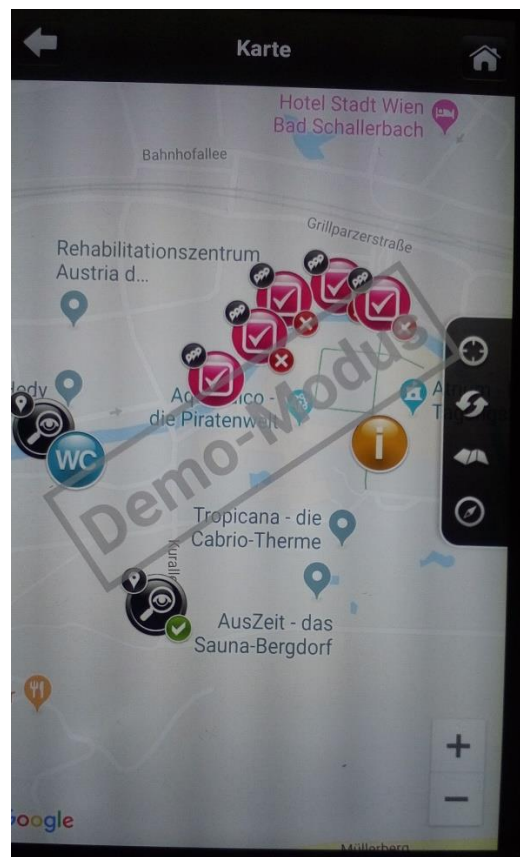 Karte
Hotel Stadt Wien
Bad Schallerbach
Bahnhofallee
Grillparzerstraße
Rehabilitationszentrum
Austria d...
die Piratenwelt
WC
i
Demo-Modus
Tropicana - die
Cabrio-Therme
AusZeit - das
Sauna-Bergdorf
+
−
Google
Müllerberg